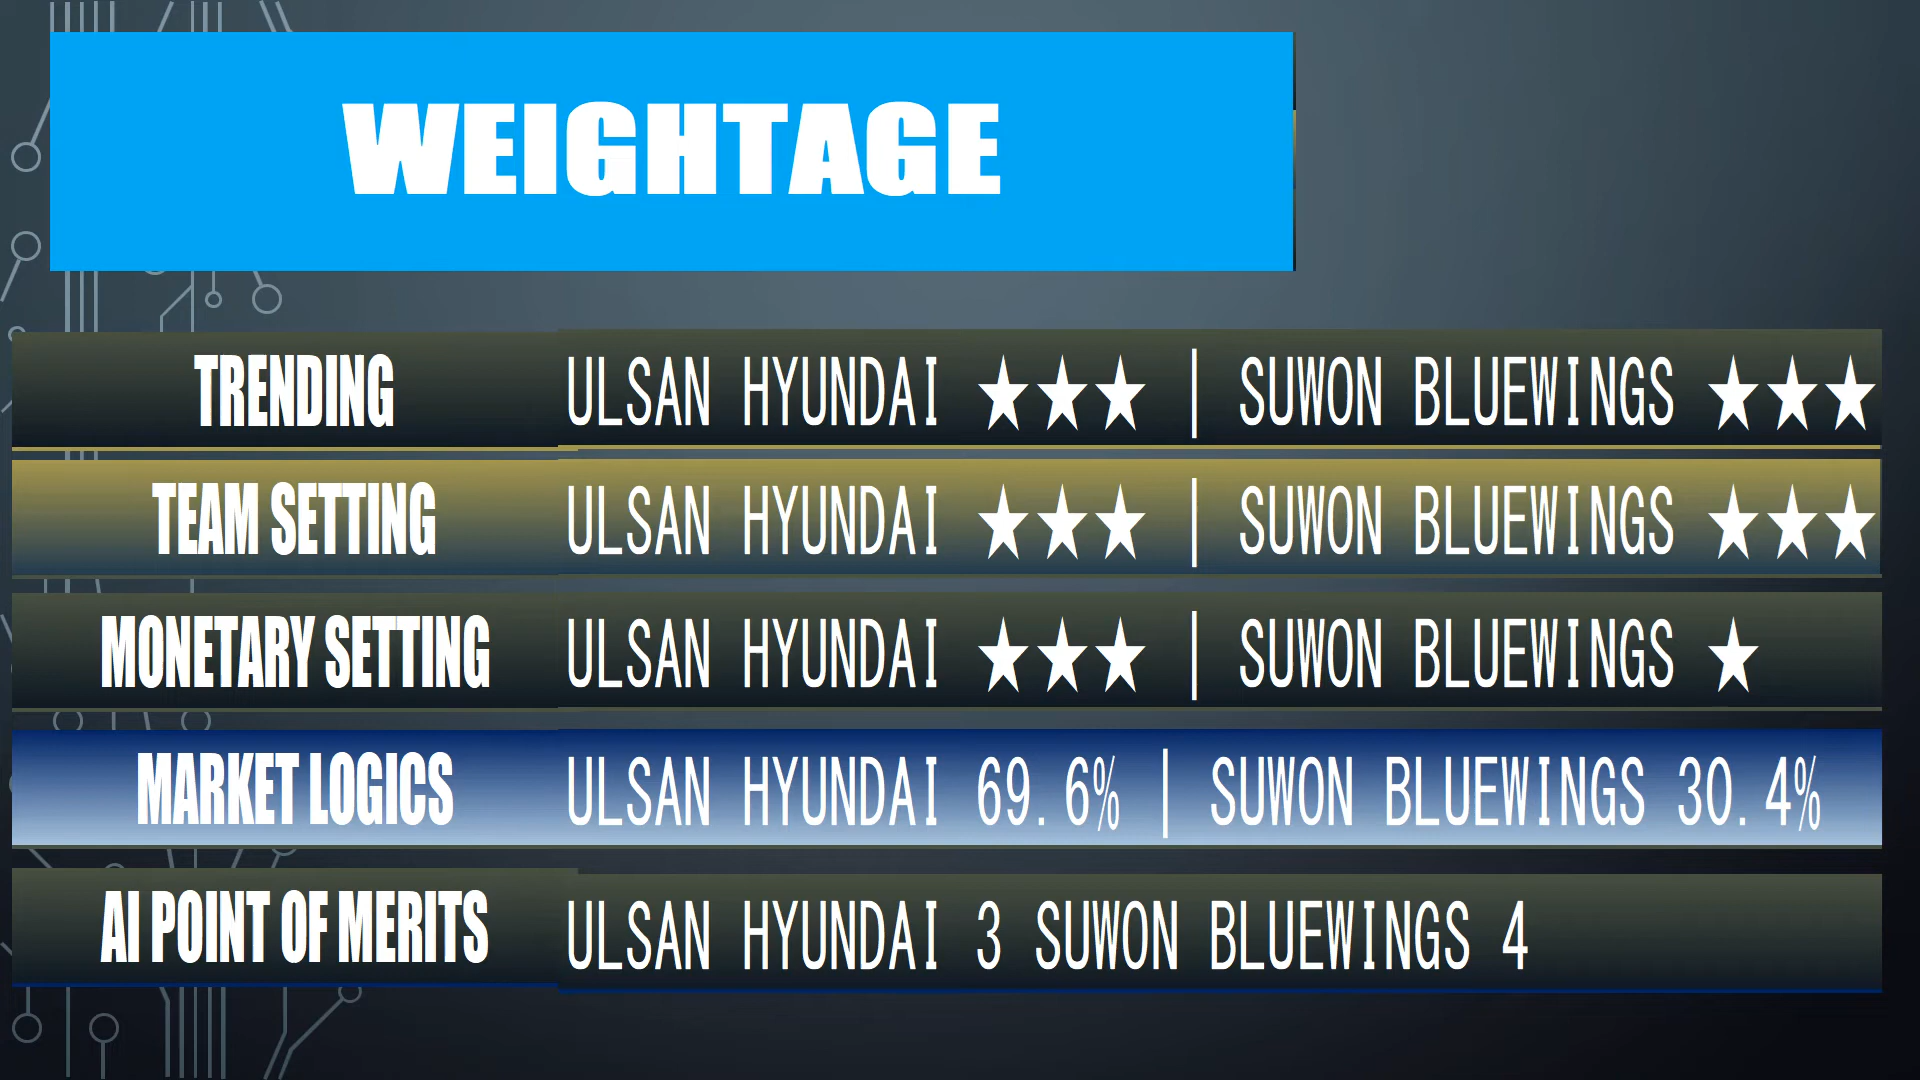 WEIGHTAGE
TRENDING ULSAN HYUNDAI ★★★ | SUWON BLUEWINGS ★★★
TEAM SETTING ULSAN HYUNDAI ★★★ | SUWON BLUEWINGS ★★★
MONETARY SETTING ULSAN HYUNDAI ★★★ | SUWON BLUEWINGS ★
MARKET LOGICS ULSAN HYUNDAI 69.6% | SUWON BLUEWINGS 30.4%
AI POINT OF MERITS ULSAN HYUNDAI 3 SUWON BLUEWINGS 4